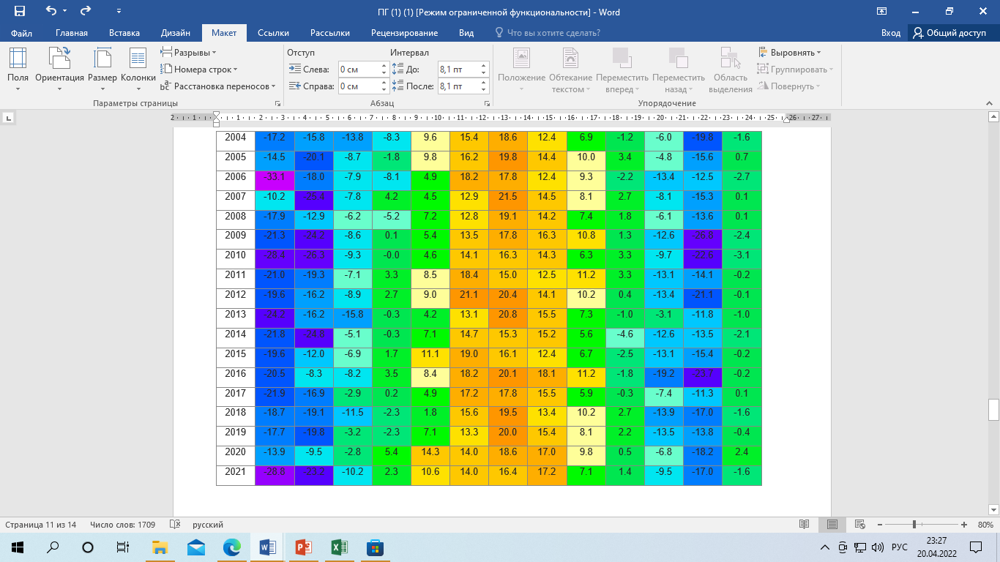 ПГ (1) (1) [Режим ограниченной функциональности] - Word
Файл Главная Вставка Дизайн Макет Ссылки Рассылки Рецензирование Вид Что вы хотите сделать? Вход Общий доступ
Поля Ориентация Размер Колонки
Разрывы
Номера строк
Расстановка переносов
Параметры страницы
Отступ Интервал
Слева: 0 см До: 8,1 пт
Справа: 0 см После: 8,1 пт
Абзац
Положение Обтекание текстом Переместить вперед Переместить назад Область выделения
Выровнять
Группировать
Повернуть
Упорядочение
2 1 1 2 3 4 5 6 7 8 9 10 11 12 13 14 15 16 17 18 19 20 21 22 23 24 25 26 27
2004 -17.2 -15.8 -13.8 -8.3 9.6 15.4 18.6 12.4 6.9 -1.2 -6.0 -19.8 -1.6
2005 -14.5 -20.1 -8.7 -1.8 9.8 16.2 19.8 14.4 10.0 3.4 -4.8 -15.6 0.7
2006 -33.1 -18.0 -7.9 -8.1 4.9 18.2 17.8 12.4 9.3 -2.2 -13.4 -12.5 -2.7
2007 -10.2 -25.4 -7.8 4.2 4.5 12.9 21.5 14.5 8.1 2.7 -8.1 -15.3 0.1
2008 -17.9 -12.9 -6.2 -5.2 7.2 12.8 19.1 14.2 7.4 1.8 -6.1 -13.6 0.1
2009 -21.3 -24.2 -8.6 0.1 5.4 13.5 17.8 16.3 10.8 1.3 -12.6 -26.8 -2.4
2010 -28.4 -26.3 -9.3 -0.0 4.6 14.1 16.3 14.3 6.3 3.3 -9.7 -22.6 -3.1
2011 -21.0 -19.3 -7.1 3.3 8.5 18.4 15.0 12.5 11.2 3.3 -13.1 -14.1 -0.2
2012 -19.6 -16.2 -8.9 2.7 9.0 21.1 20.4 14.1 10.2 0.4 -13.4 -21.1 -0.1
2013 -24.2 -16.2 -15.8 -0.3 4.2 13.1 20.8 15.5 7.3 -1.0 -3.1 -11.8 -1.0
2014 -21.8 -24.8 -5.1 -0.3 7.1 14.7 15.3 15.2 5.6 -4.6 -12.6 -13.5 -2.1
2015 -19.6 -12.0 -6.9 1.7 11.1 19.0 16.1 12.4 6.7 -2.5 -13.1 -15.4 -0.2
2016 -20.5 -8.3 -8.2 3.5 8.4 18.2 20.1 18.1 11.2 -1.8 -19.2 -23.7 -0.2
2017 -21.9 -16.9 -2.9 0.2 4.9 17.2 17.8 15.5 5.9 -0.3 -7.4 -11.3 0.1
2018 -18.7 -19.1 -11.5 -2.3 1.8 15.6 19.5 13.4 10.2 2.7 -13.9 -17.0 -1.6
2019 -17.7 -19.8 -3.2 -2.3 7.1 13.3 20.0 15.4 8.1 2.2 -13.5 -13.8 -0.4
2020 -13.9 -9.5 -2.8 5.4 14.3 14.0 18.6 17.0 9.8 0.5 -6.8 -18.2 2.4
2021 -28.8 -23.2 -10.2 2.3 10.6 14.0 16.4 17.2 7.1 1.4 -9.5 -17.0 -1.6
Страница 11 из 14 Число слов: 1709 русский 80%
РУС 23:27
20.04.2022